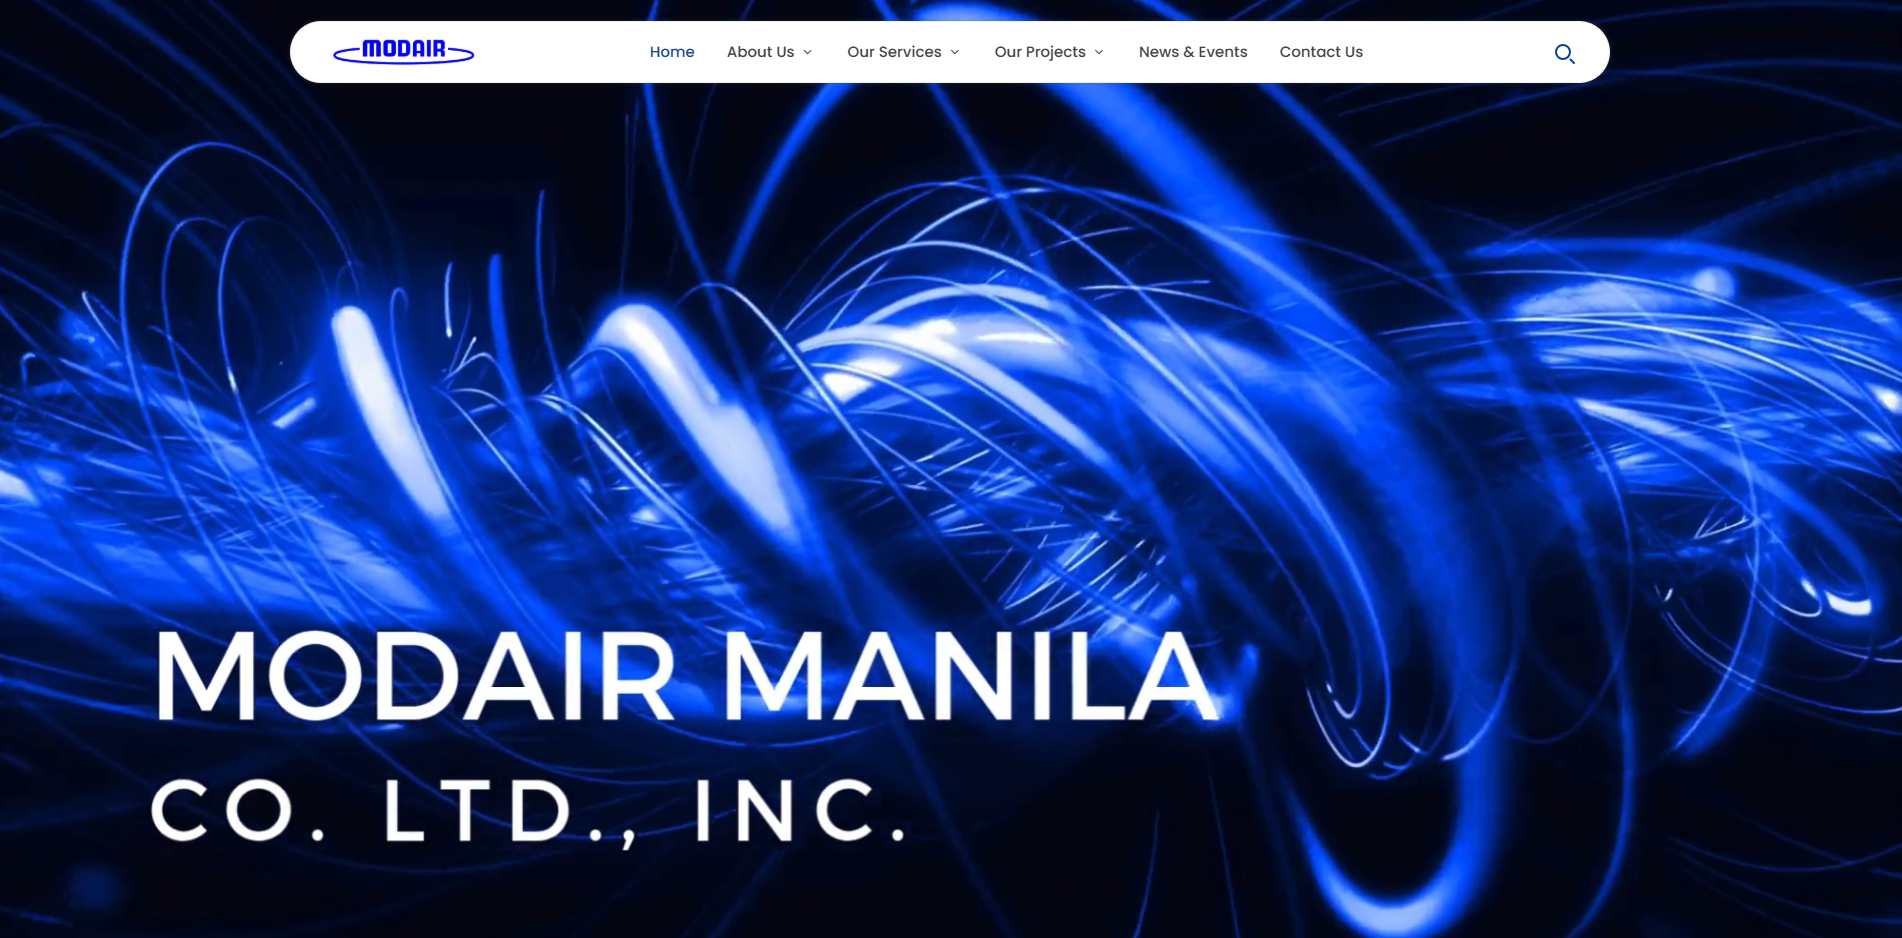 MODAIR
Home
About Us
Our Services
Our Projects
News & Events
Contact Us
MODAIR MANILA
CO. LTD., INC.